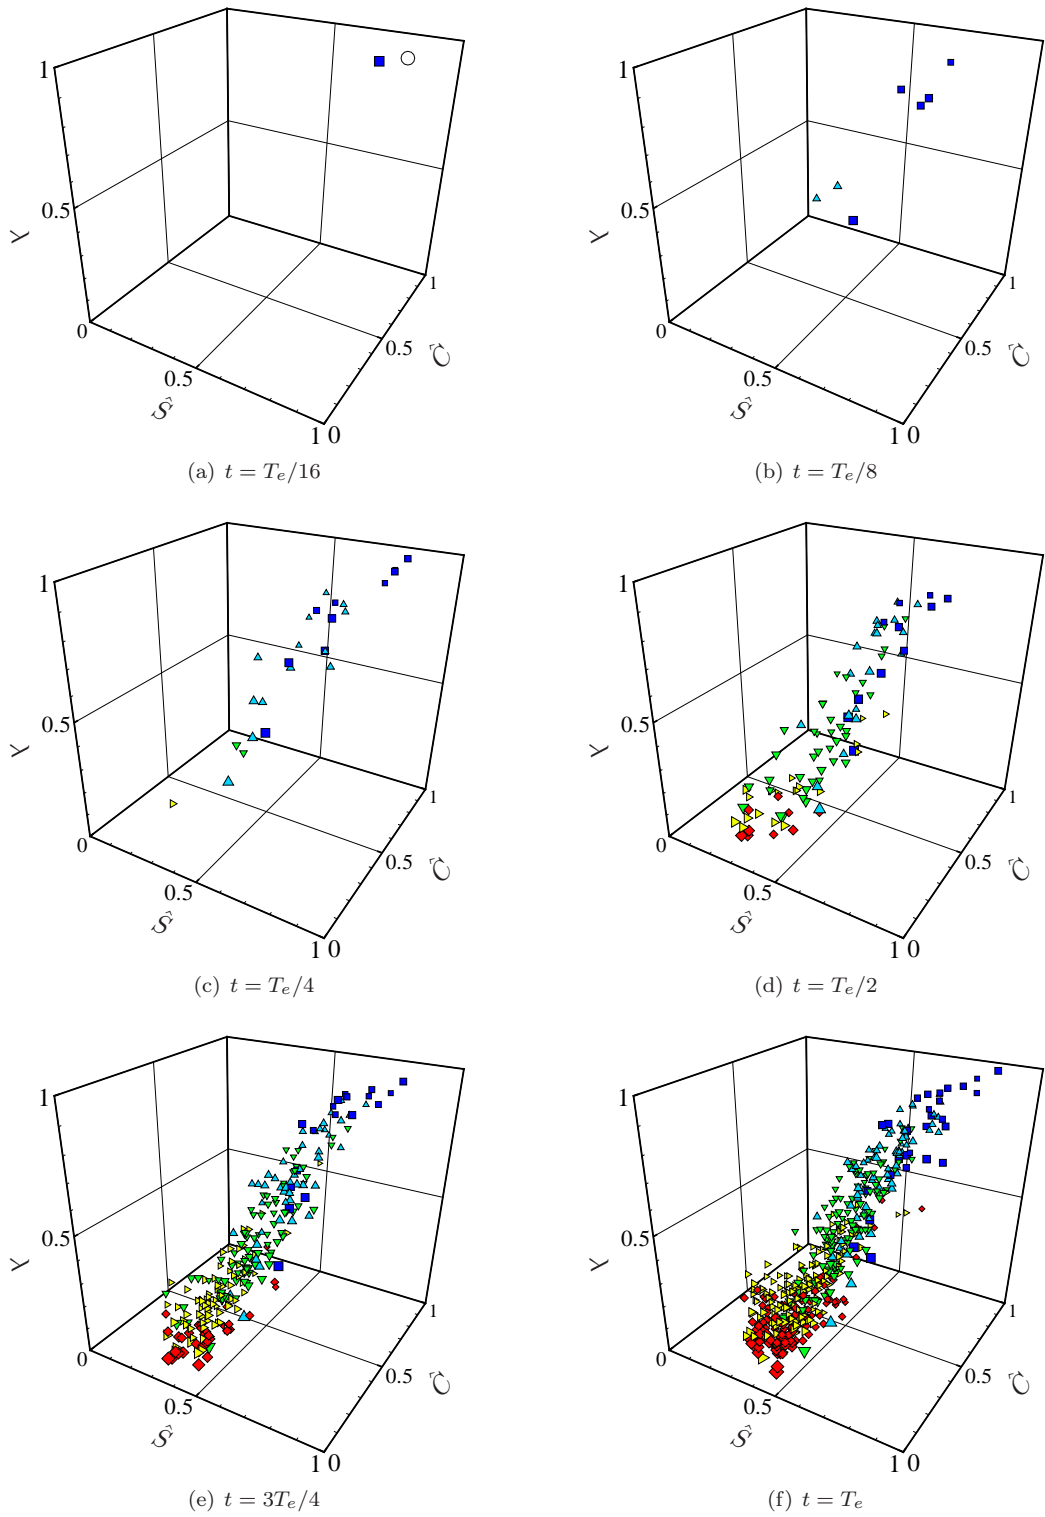 1
1
0.5
0.5
Y
Y
1
1
0
0.5
Ĉ
0
0.5
Ĉ
0.5
0.5
Ŝ
Ŝ
1 0
1 0
(a) t = Tₑ/16
(b) t = Tₑ/8
1
1
0.5
0.5
Y
Y
1
1
0
0.5
Ĉ
0
0.5
Ĉ
0.5
0.5
Ŝ
Ŝ
1 0
1 0
(c) t = Tₑ/4
(d) t = Tₑ/2
1
1
0.5
0.5
Y
Y
1
1
0
0.5
Ĉ
0
0.5
Ĉ
0.5
0.5
Ŝ
Ŝ
1 0
1 0
(e) t = 3Tₑ/4
(f) t = Tₑ